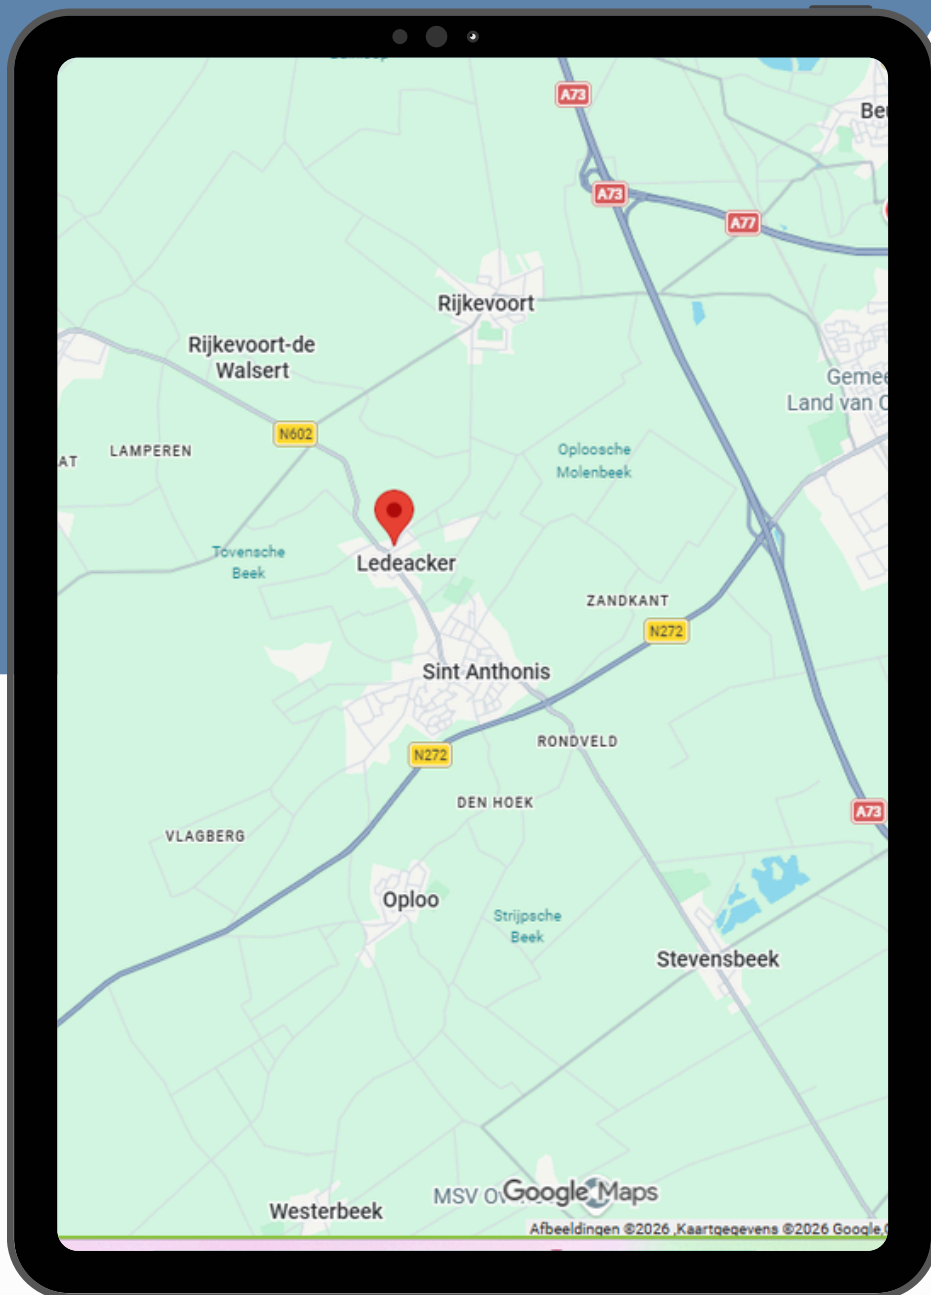 A73
A73
A77
Rijkevoort
Rijkevoort-de
Walsert
Land van
N602
LAMPEREN
Oploosche
Molenbeek
Tovensche
Beek
Ledeacker
ZANDKANT
N272
Sint Anthonis
RONDVELD
N272
DEN HOEK
A73
VLAGBERG
Oploo
Strijpsche
Beek
Stevensbeek
MSV
Google Maps
Westerbeek
Afbeeldingen ©2026 ,Kaartgegevens ©2026 Google,